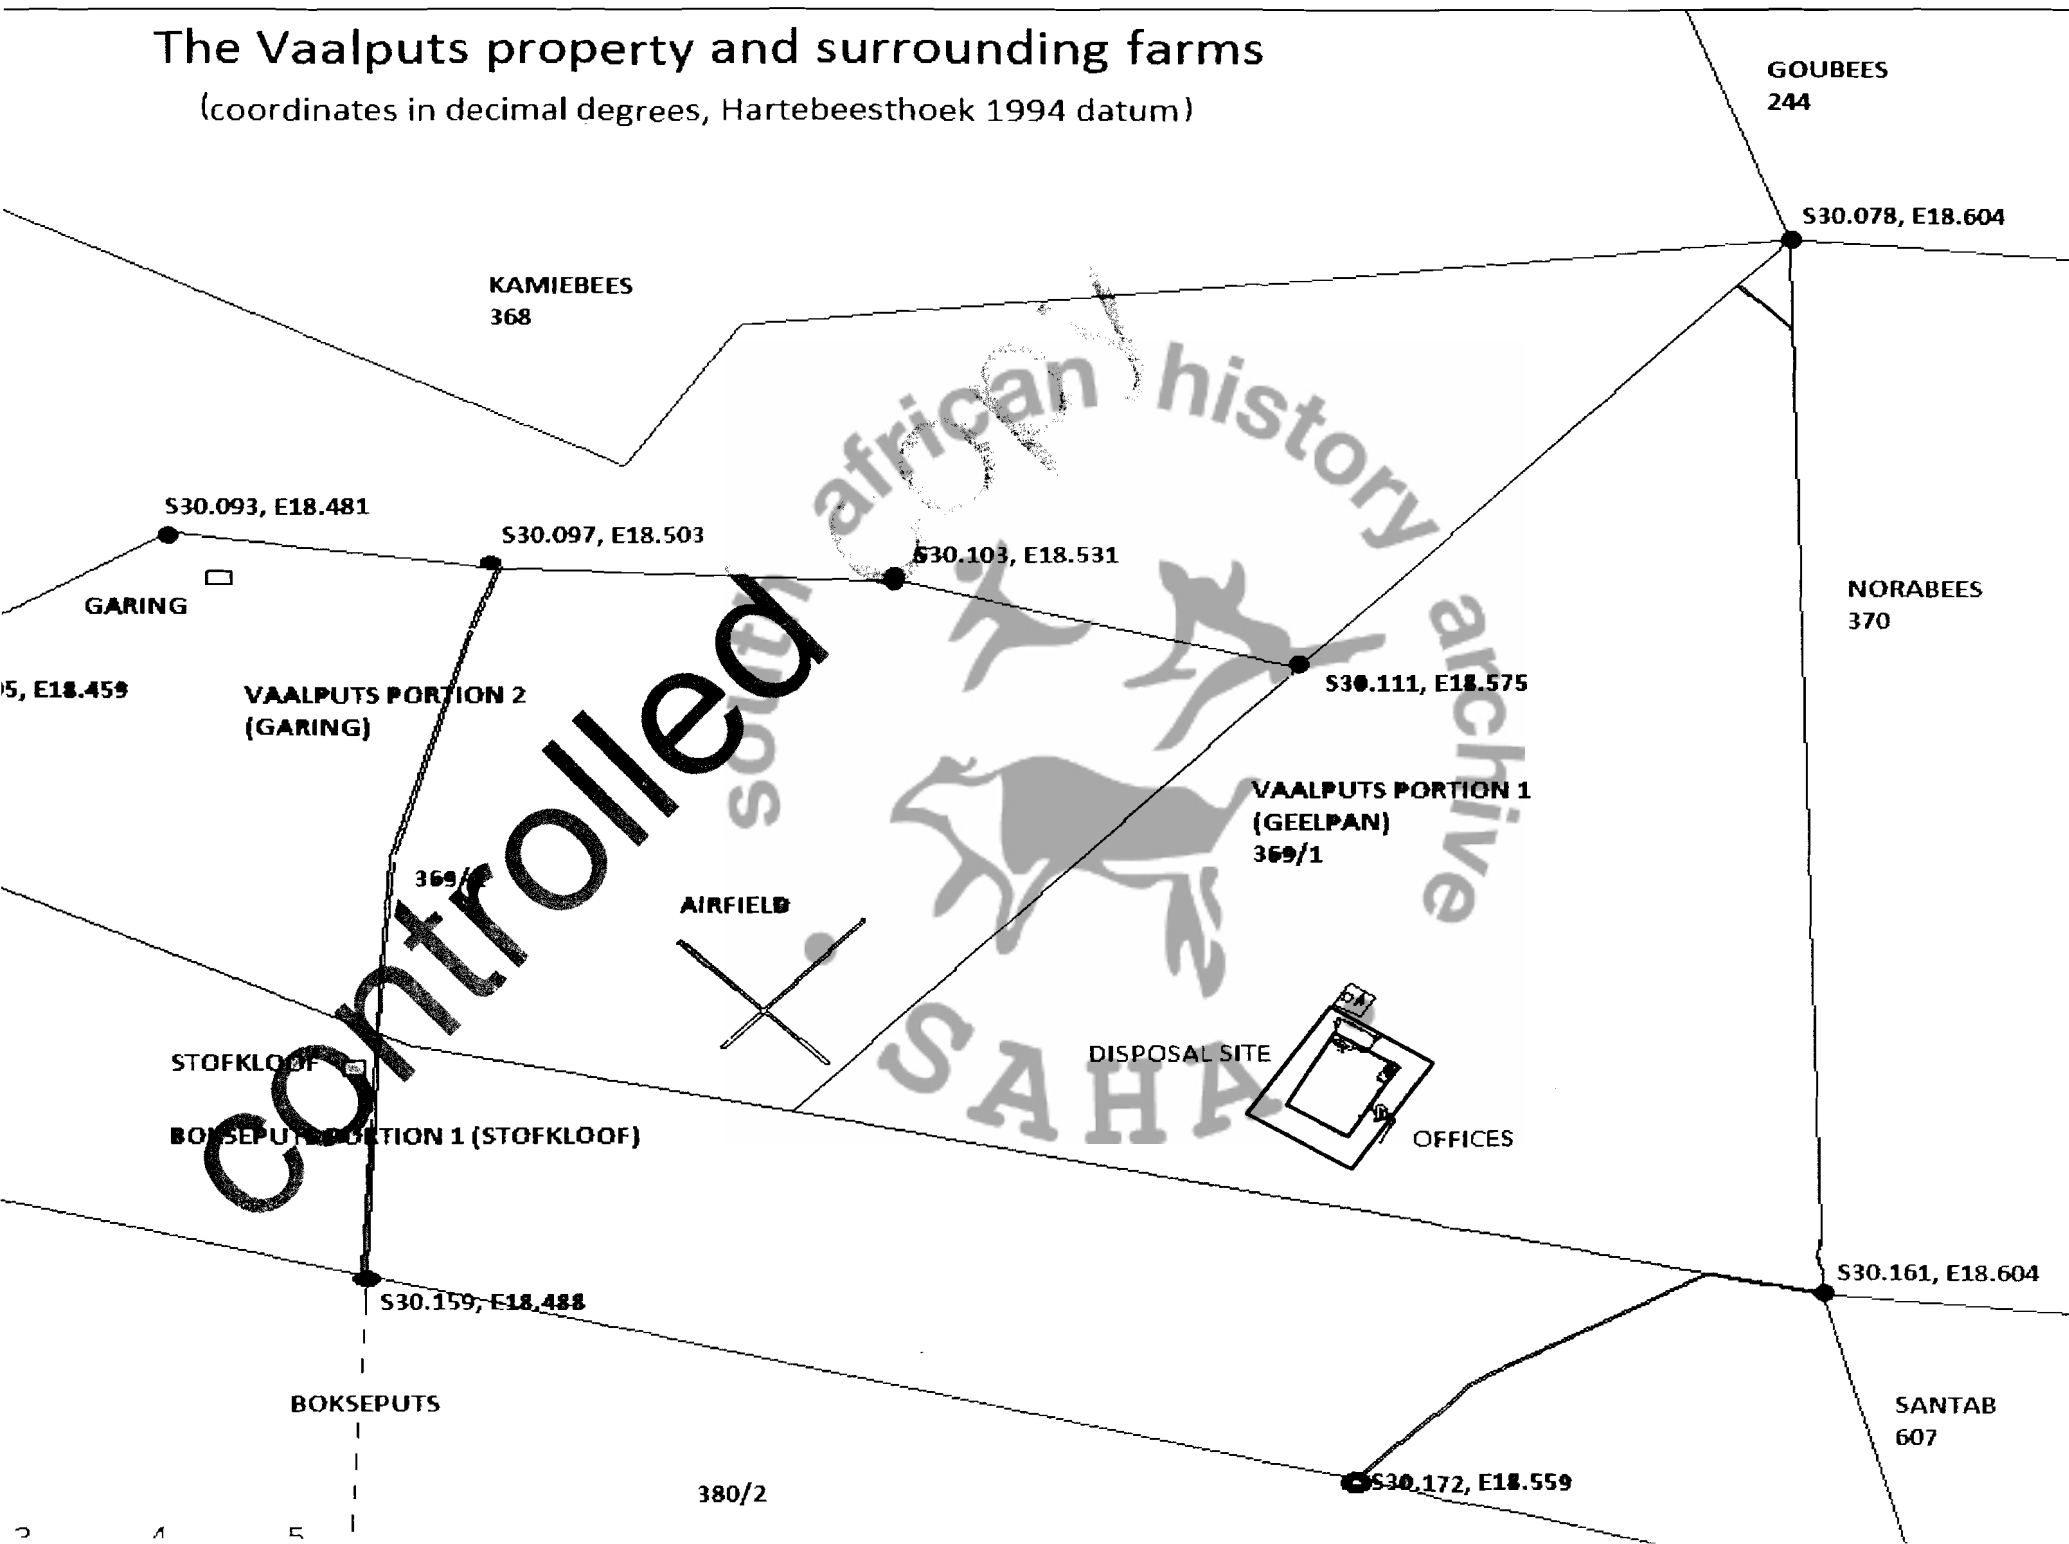 The Vaalputs property and surrounding farms
(coordinates in decimal degrees, Hartebeesthoek 1994 datum)
GOUBEES
244
S30.078, E18.604
KAMIEBEES
368
south african history archive
SAHA
Controlled Copy
S30.093, E18.481
S30.097, E18.503
S30.103, E18.531
GARING
NORABEES
370
5, E18.459
VAALPUTS PORTION 2
(GARING)
S30.111, E18.575
VAALPUTS PORTION 1
(GEELPAN)
369/1
AIRFIELD
STOFKLOOF
DISPOSAL SITE
BOKSEPUTS PORTION 1 (STOFKLOOF)
OFFICES
S30.161, E18.604
S30.159, E18.488
BOKSEPUTS
SANTAB
607
S30.172, E18.559
380/2